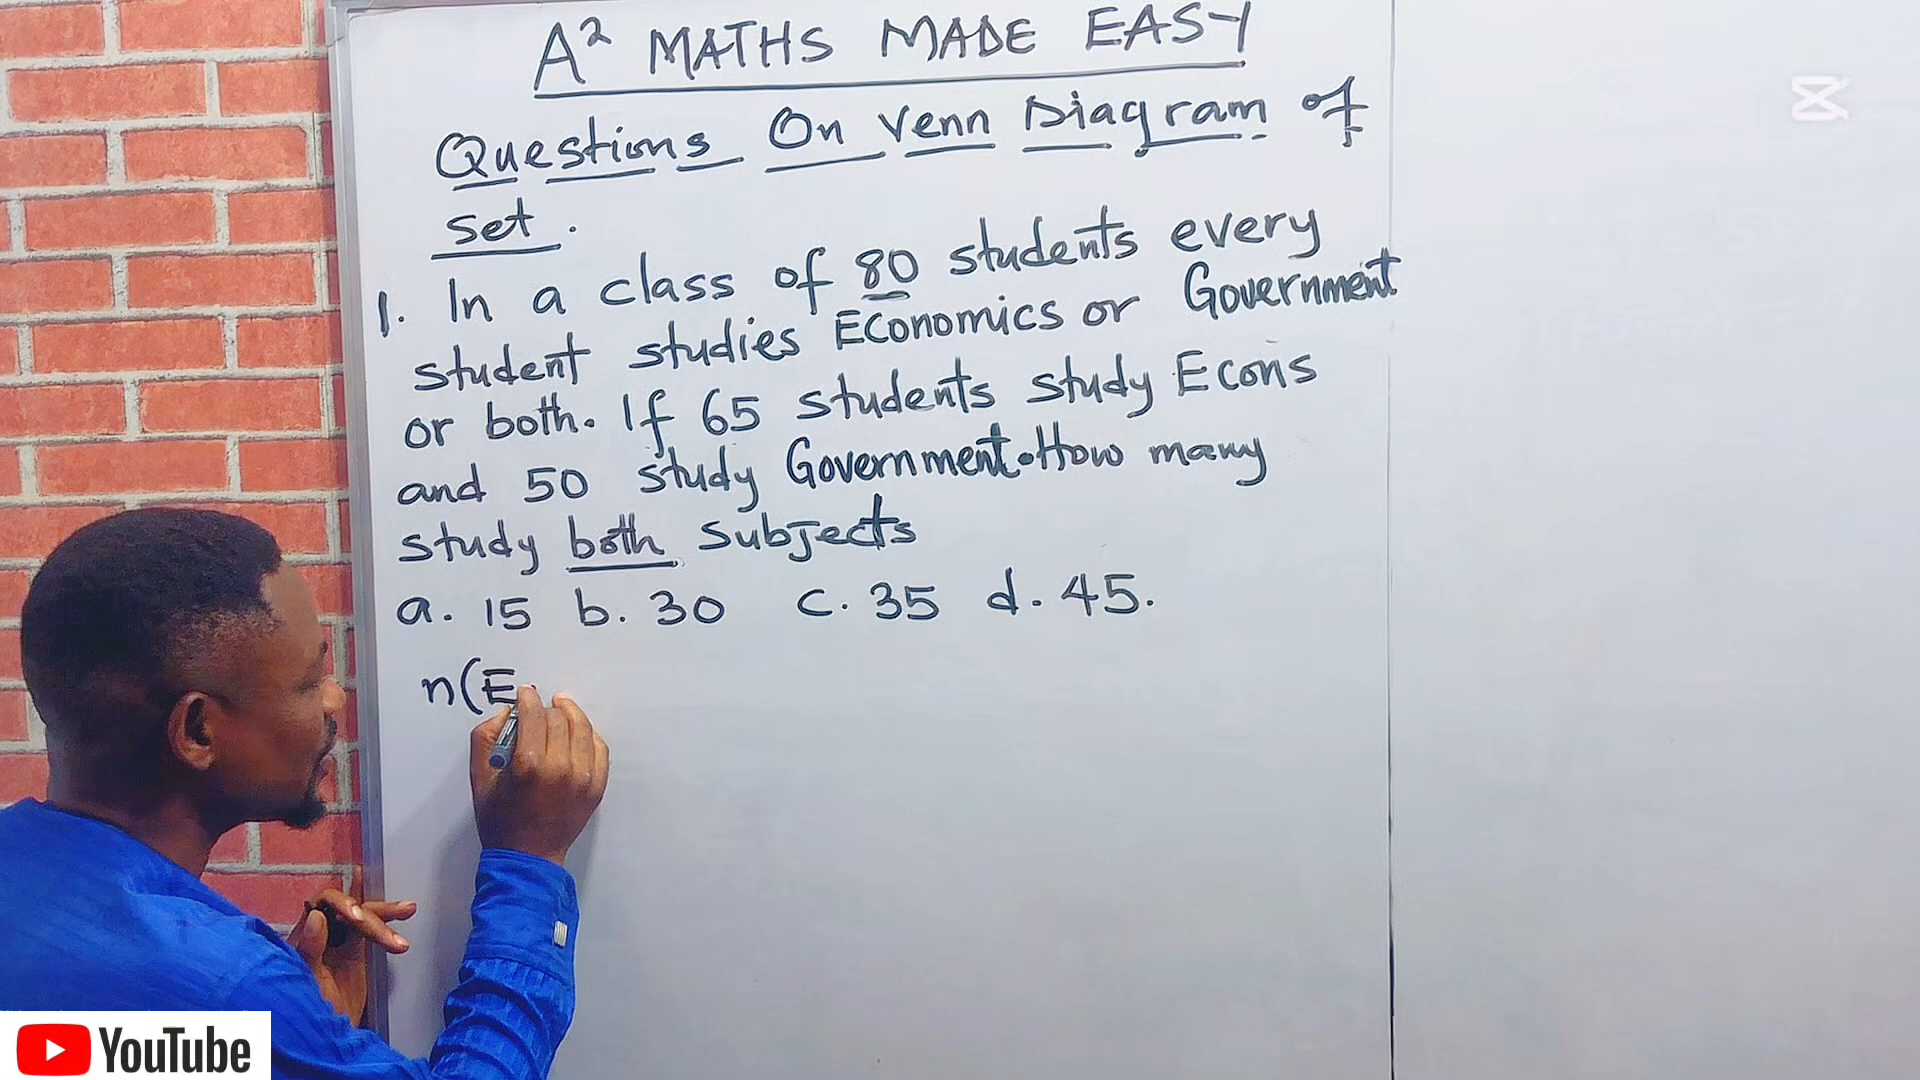 A² MATHS MADE EASY
Questions On Venn Diagram of
set.
1. In a class of 80 students every
student studies Economics or Government
or both. If 65 students study Econs
and 50 study Government. How many
study both subjects
a. 15 b. 30 c. 35 d. 45.
n(E
YouTube